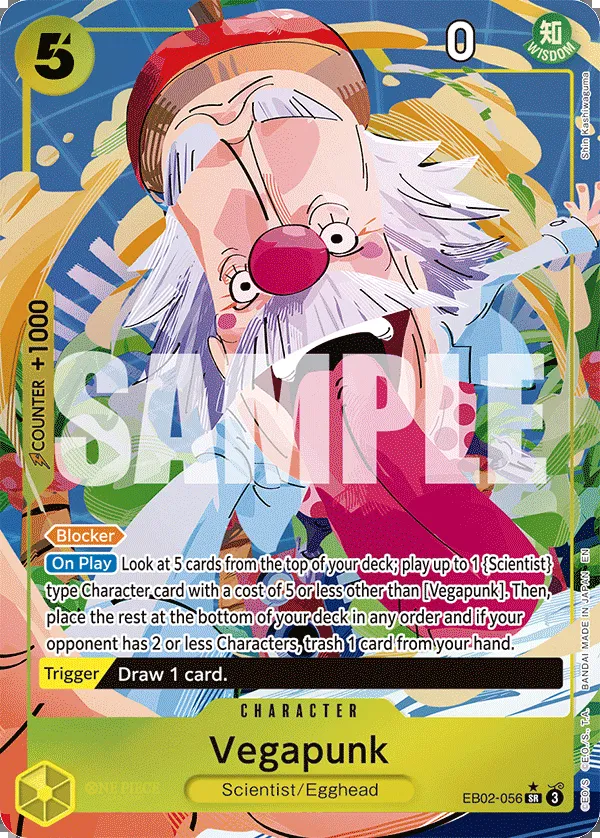 5
0
知
WISDOM
Shin Kashiwaguma
COUNTER +1000
SAMPLE
Blocker
On Play Look at 5 cards from the top of your deck; play up to 1 {Scientist}
type Character card with a cost of 5 or less other than [Vegapunk]. Then,
place the rest at the bottom of your deck in any order and if your
opponent has 2 or less Characters, trash 1 card from your hand.
Trigger Draw 1 card.
CHARACTER
Vegapunk
Scientist/Egghead
ONE PIECE
EB02-056 SR 3
©EO/S ©EO./S., T.A. BANDAI MADE IN JAPAN EN